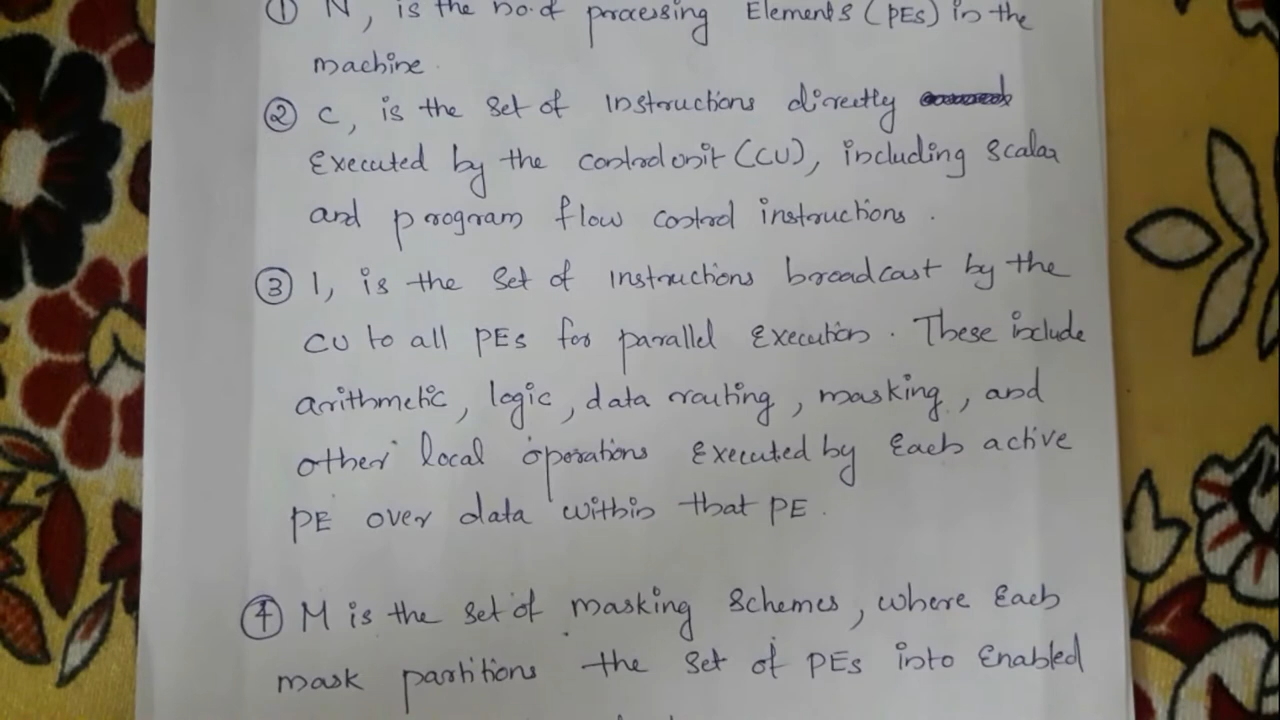 ① N, is the no.of processing Elements (PEs) in the
machine.
② C, is the set of instructions directly
Executed by the control unit (CU), including scalar
and program flow control instructions.
③ I, is the set of instructions broadcast by the
CU to all PEs for parallel Execution. These include
arithmetic, logic, data routing, masking, and
other local operations Executed by Each active
PE over data within that PE.
④ M is the set of masking schemes, where Each
mask partitions the set of PEs into Enabled